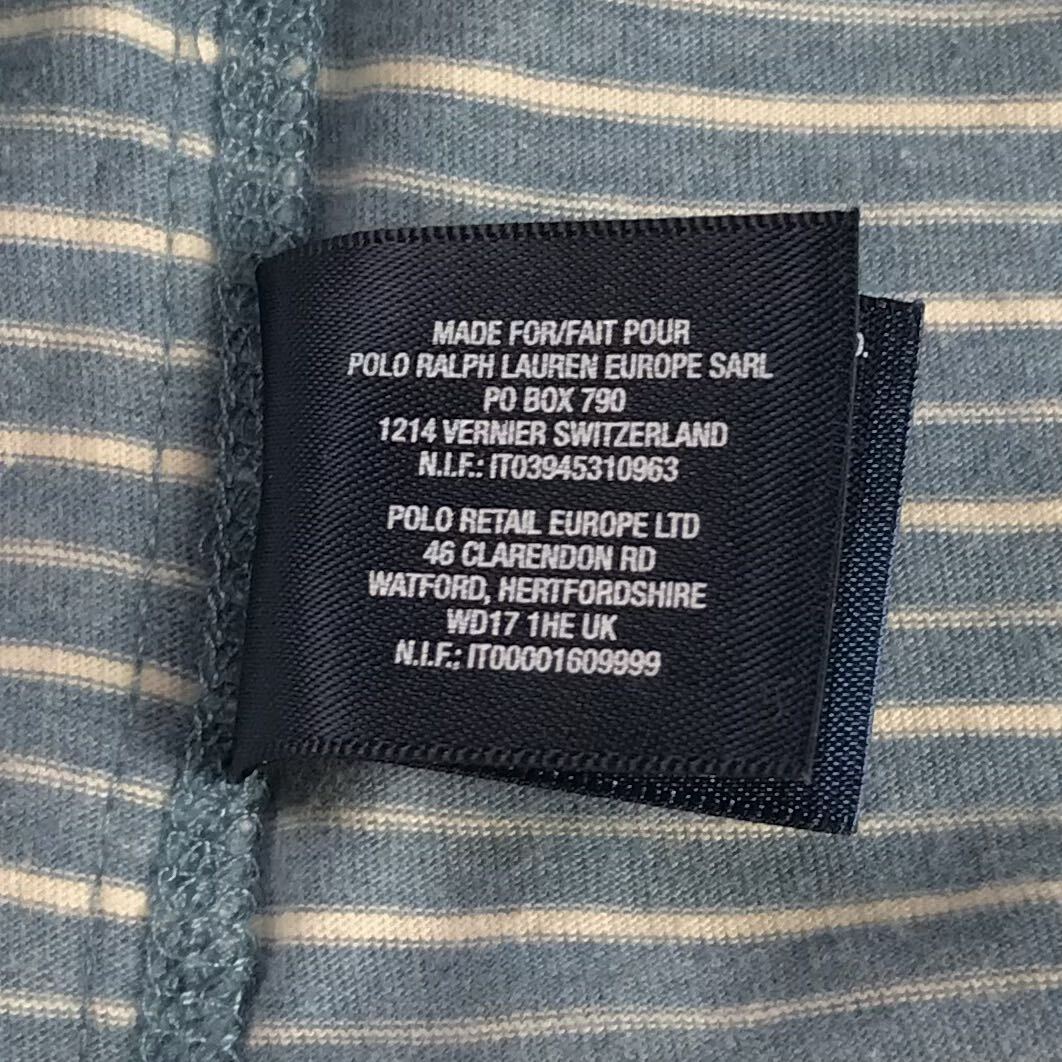 MADE FOR/FAIT POUR
POLO RALPH LAUREN EUROPE SARL
PO BOX 790
1214 VERNIER SWITZERLAND
N.I.F.: IT03945310963
POLO RETAIL EUROPE LTD
46 CLARENDON RD
WATFORD, HERTFORDSHIRE
WD17 1HE UK
N.I.F.: IT00001609999